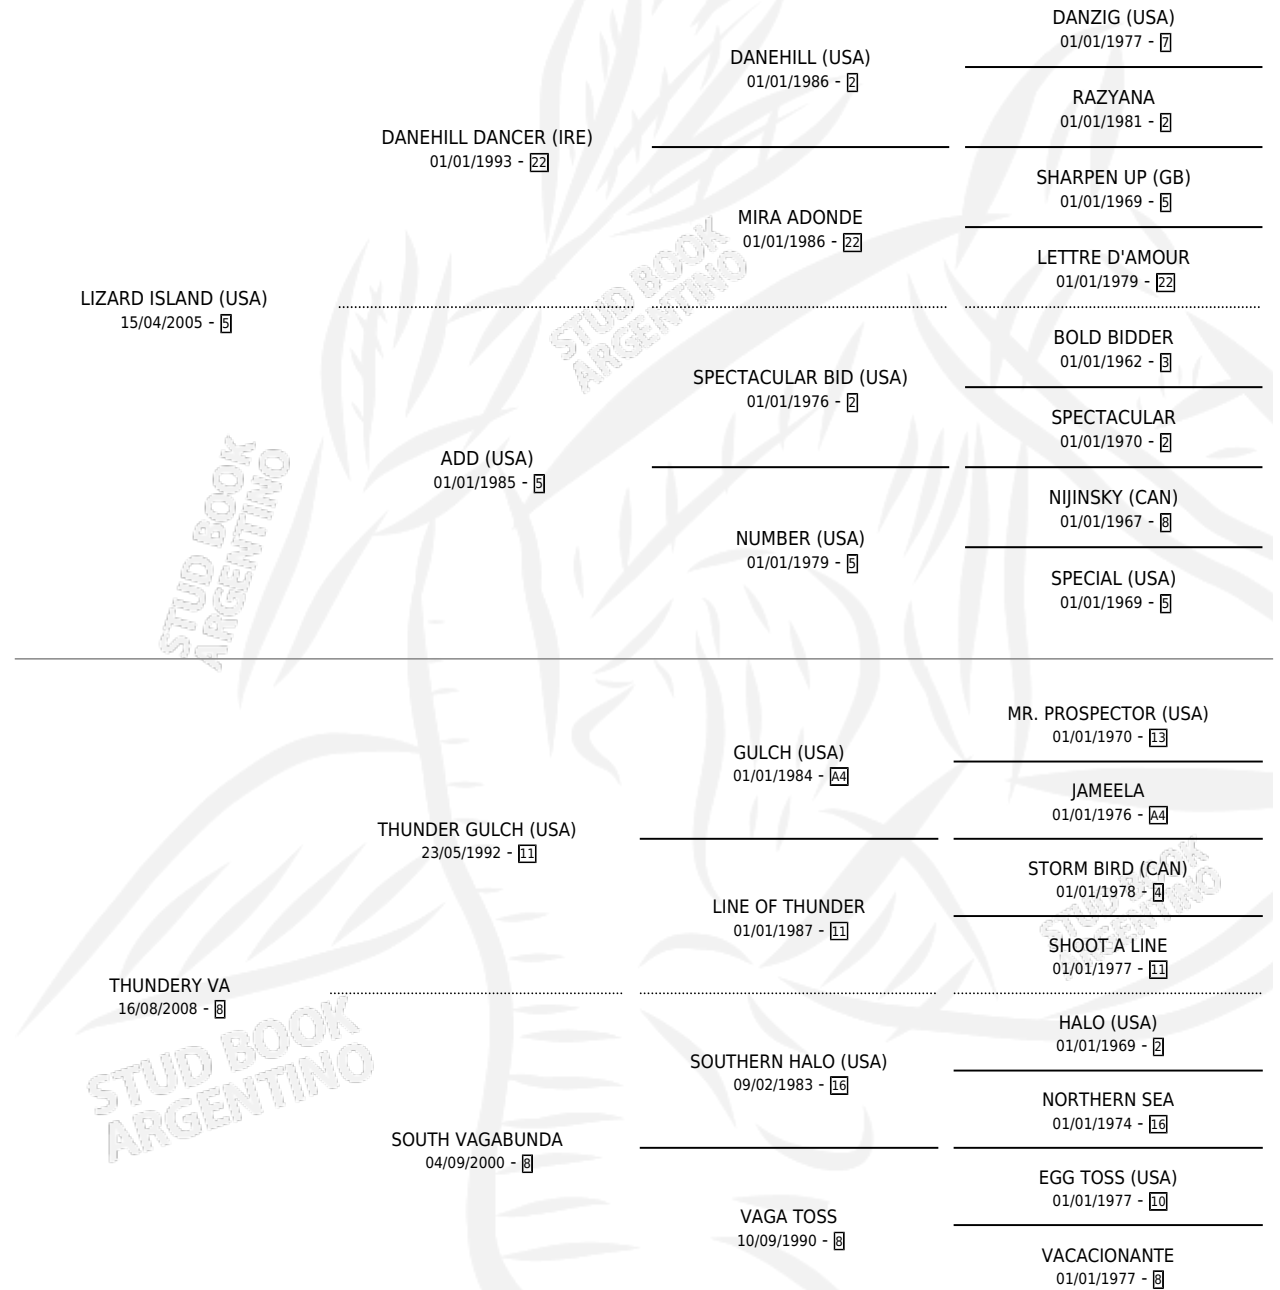 DANZIG (USA)
01/01/1977 - 7
DANEHILL (USA)
01/01/1986 - 2
RAZYANA
01/01/1981 - 2
DANEHILL DANCER (IRE)
01/01/1993 - 22
SHARPEN UP (GB)
01/01/1969 - 5
MIRA ADONDE
01/01/1986 - 22
LETTRE D'AMOUR
01/01/1979 - 22
LIZARD ISLAND (USA)
15/04/2005 - 5
BOLD BIDDER
01/01/1962 - 3
SPECTACULAR BID (USA)
01/01/1976 - 2
SPECTACULAR
01/01/1970 - 2
ADD (USA)
01/01/1985 - 5
NIJINSKY (CAN)
01/01/1967 - 8
NUMBER (USA)
01/01/1979 - 5
SPECIAL (USA)
01/01/1969 - 5
MR. PROSPECTOR (USA)
01/01/1970 - 13
GULCH (USA)
01/01/1984 - A4
JAMEELA
01/01/1976 - A4
THUNDER GULCH (USA)
23/05/1992 - 11
STORM BIRD (CAN)
01/01/1978 - 4
LINE OF THUNDER
01/01/1987 - 11
SHOOT A LINE
01/01/1977 - 11
THUNDERY VA
16/08/2008 - 8
HALO (USA)
01/01/1969 - 2
SOUTHERN HALO (USA)
09/02/1983 - 16
NORTHERN SEA
01/01/1974 - 16
SOUTH VAGABUNDA
04/09/2000 - 8
EGG TOSS (USA)
01/01/1977 - 10
VAGA TOSS
10/09/1990 - 8
VACACIONANTE
01/01/1977 - 8
STUD BOOK
ARGENTINO
STUD BOOK
ARGENTINO
STUD BOOK
ARGENTINO
STUD BOOK
ARGENTINO